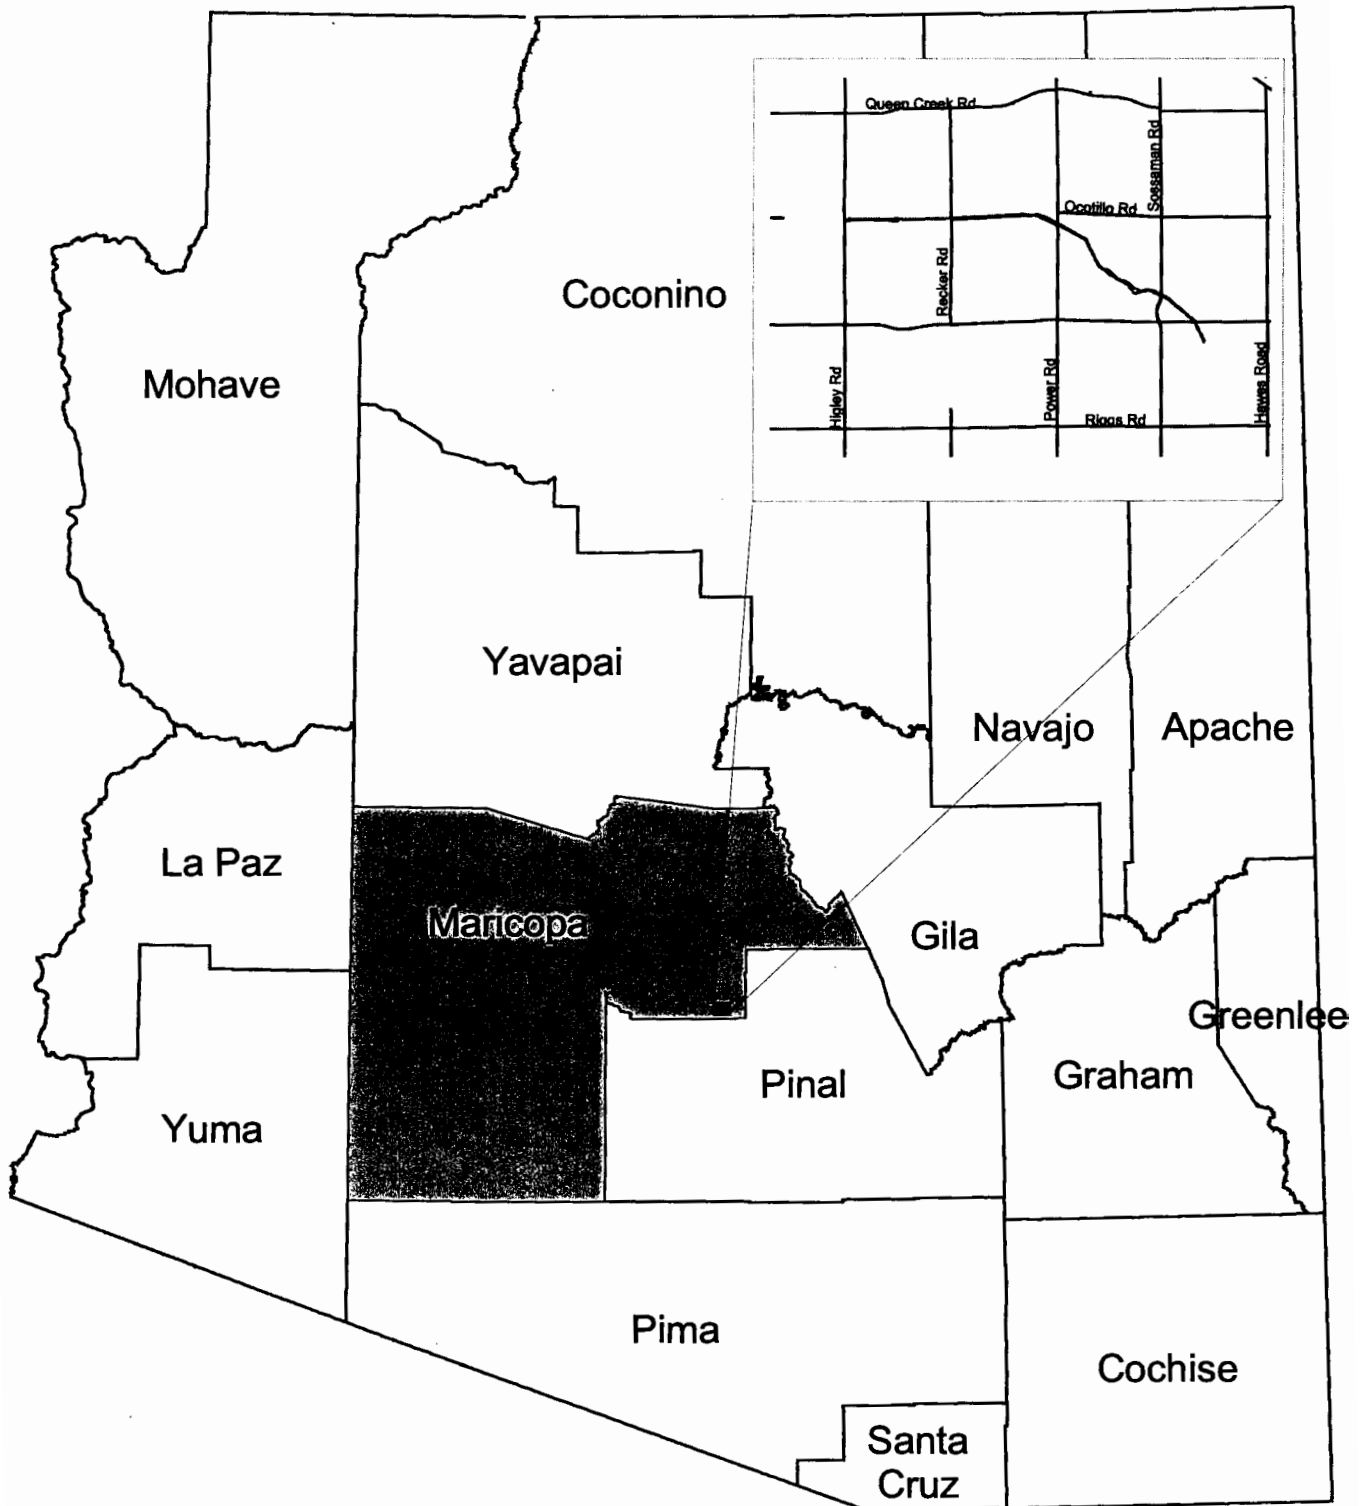 Queen Creek Rd
Sossaman Rd
Ocotillo Rd
Recker Rd
Higley Rd
Power Rd
Hawes Road
Riggs Rd
Coconino
Mohave
Yavapai
Navajo
Apache
La Paz
Maricopa
Gila
Greenlee
Graham
Pinal
Yuma
Pima
Cochise
Santa
Cruz